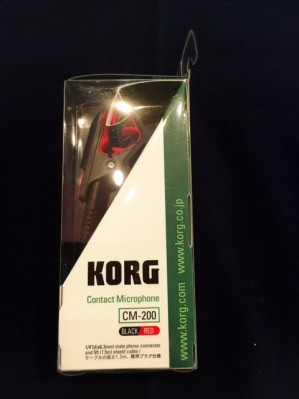 KORG
Contact Microphone
CM-200
BLACK RED
1/4"(dia6.3mm) male phone connector
and 5ft (1.5m) shield cable /
ケーブルの長さ1.5m、標準プラグ仕様
www.korg.com www.korg.co.jp